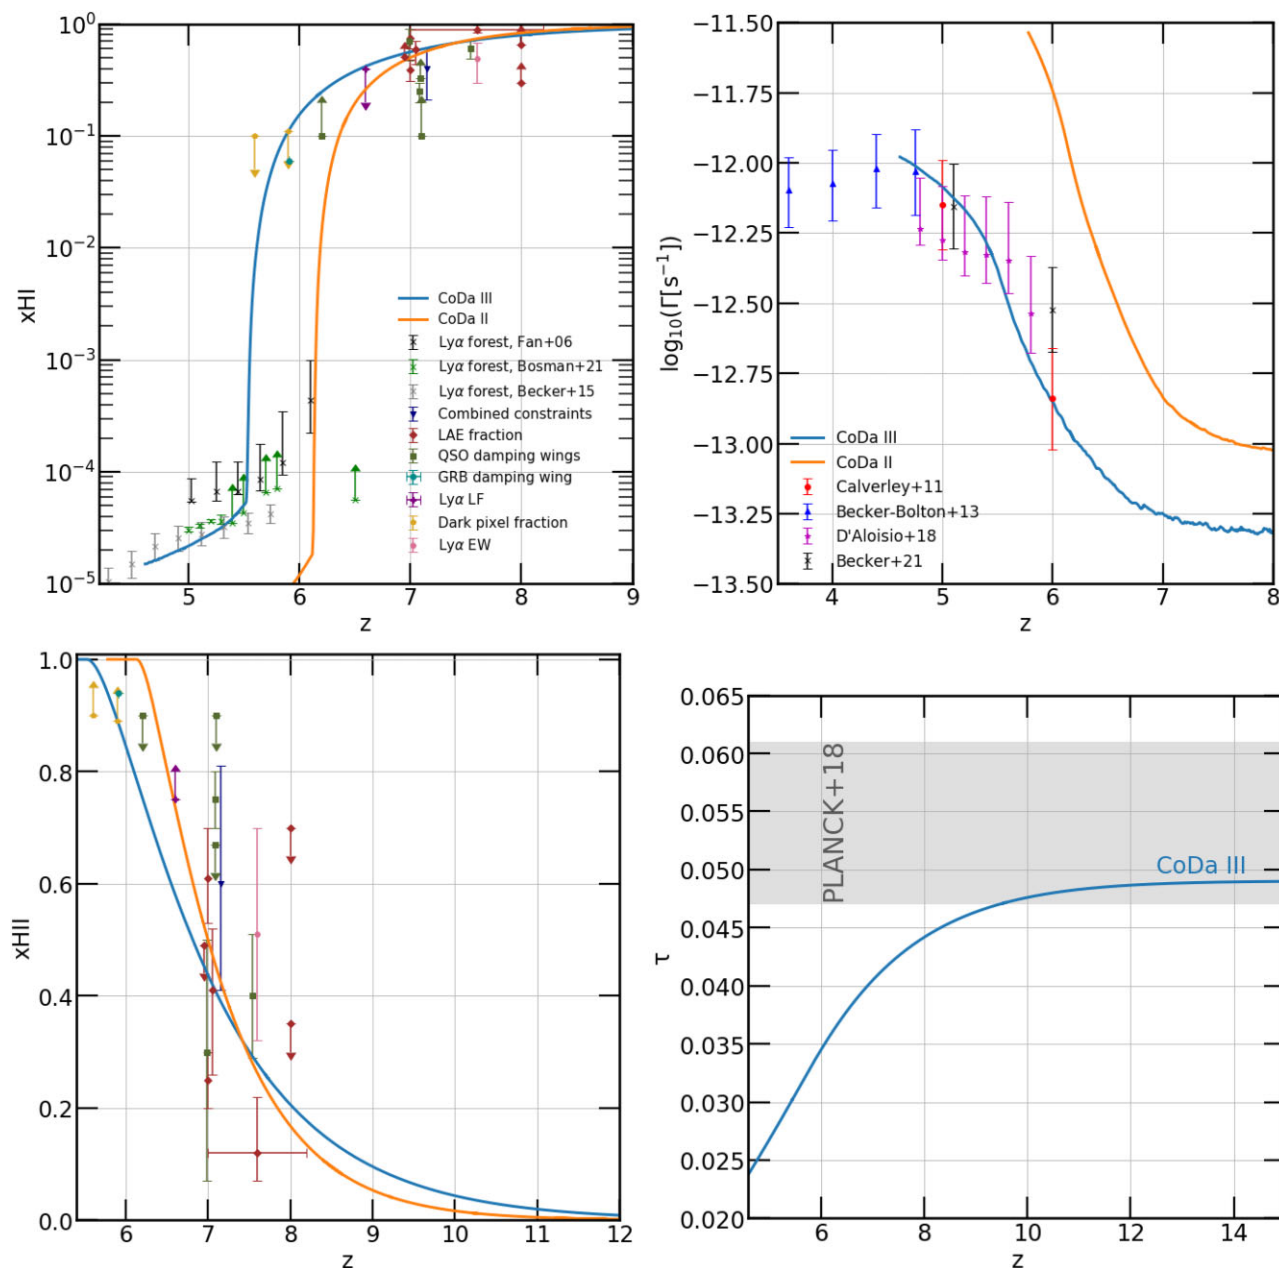 10⁰
10⁻¹
10⁻²
10⁻³
10⁻⁴
10⁻⁵
xHI
CoDa III
CoDa II
Lyα forest, Fan+06
Lyα forest, Bosman+21
Lyα forest, Becker+15
Combined constraints
LAE fraction
QSO damping wings
GRB damping wing
Lyα LF
Dark pixel fraction
Lyα EW
5 6 7 8 9
z
−11.50
−11.75
−12.00
−12.25
−12.50
−12.75
−13.00
−13.25
−13.50
log₁₀(Γ[s⁻¹])
CoDa III
CoDa II
Calverley+11
Becker-Bolton+13
D'Aloisio+18
Becker+21
4 5 6 7 8
z
1.0
0.8
0.6
0.4
0.2
0.0
xHII
6 7 8 9 10 11 12
z
0.065
0.060
0.055
0.050
0.045
0.040
0.035
0.030
0.025
0.020
τ
PLANCK+18
CoDa III
6 8 10 12 14
z